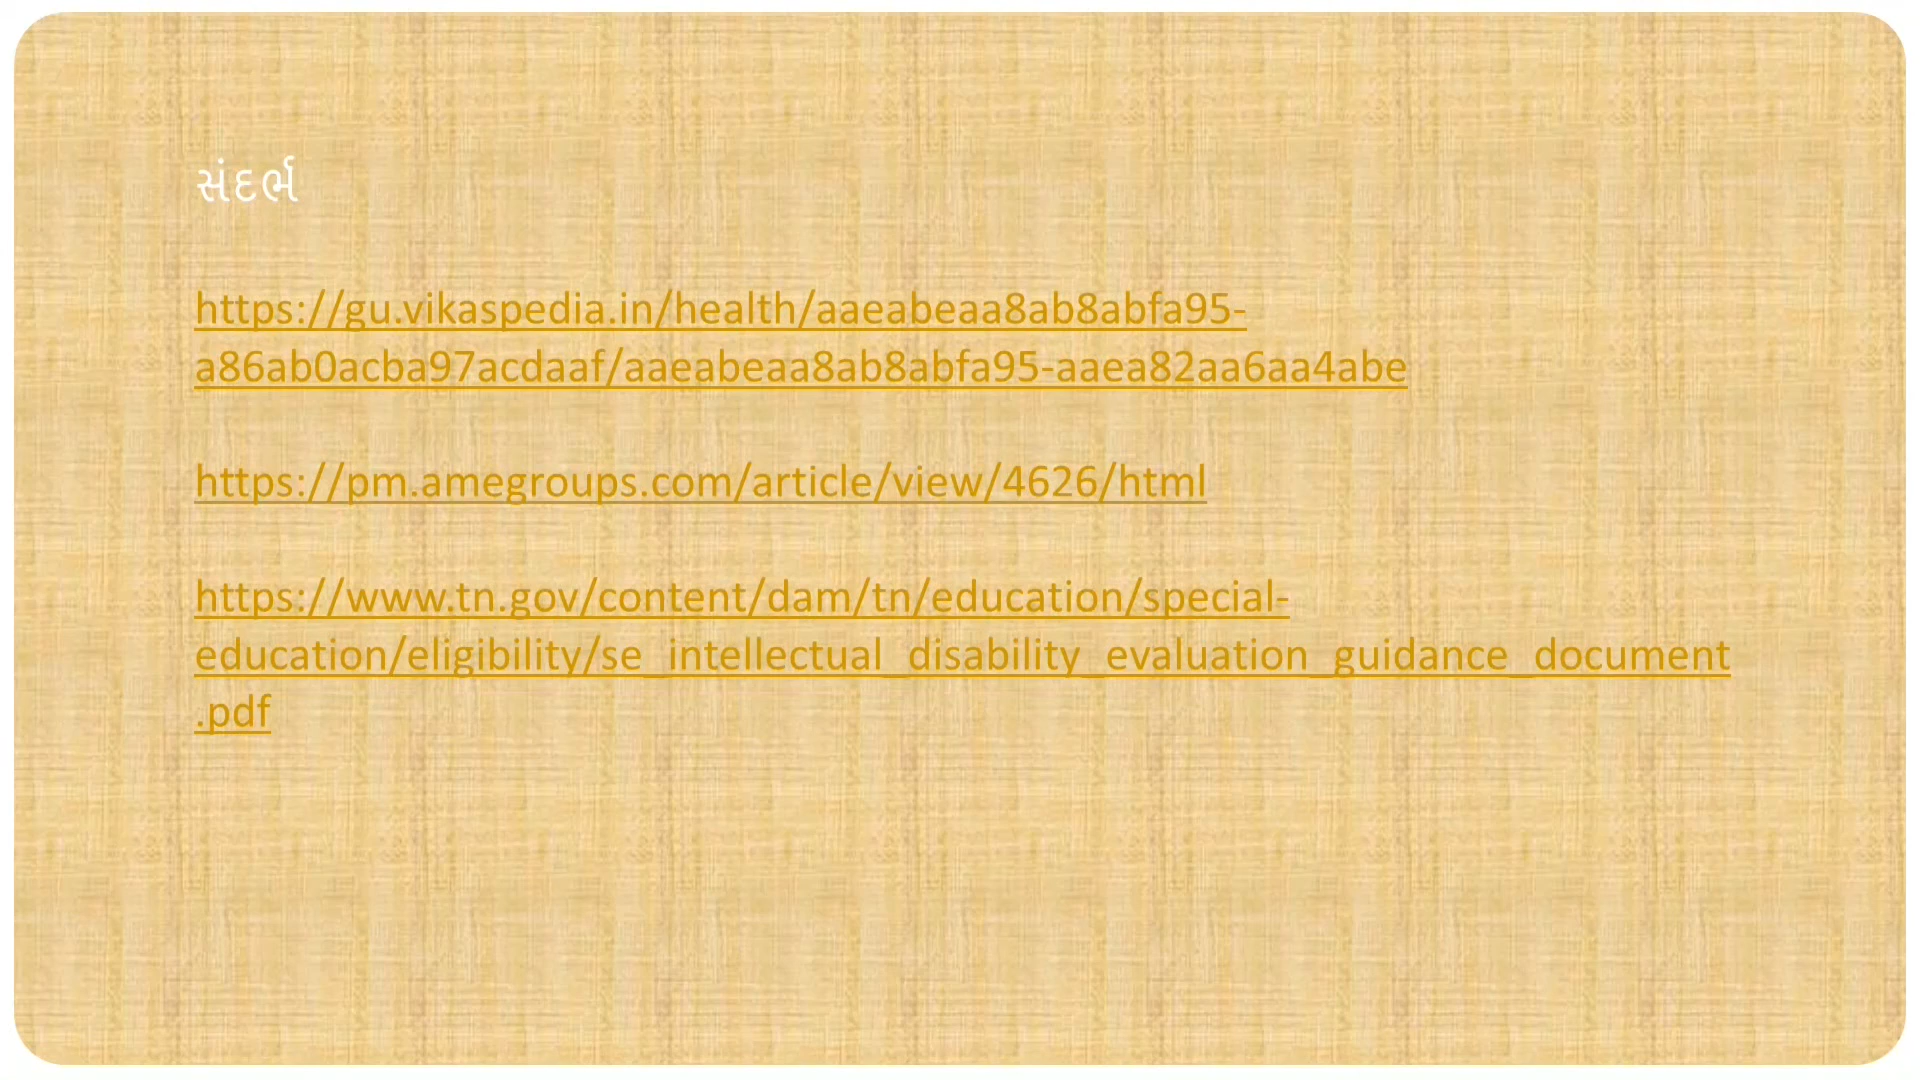 સંદર્ભ
https://gu.vikaspedia.in/health/aaeabeaa8ab8abfa95-
a86ab0acba97acdaaf/aaeabeaa8ab8abfa95-aaea82aa6aa4abe
https://pm.amegroups.com/article/view/4626/html
https://www.tn.gov/content/dam/tn/education/special-
education/eligibility/se_intellectual_disability_evaluation_guidance_document
.pdf